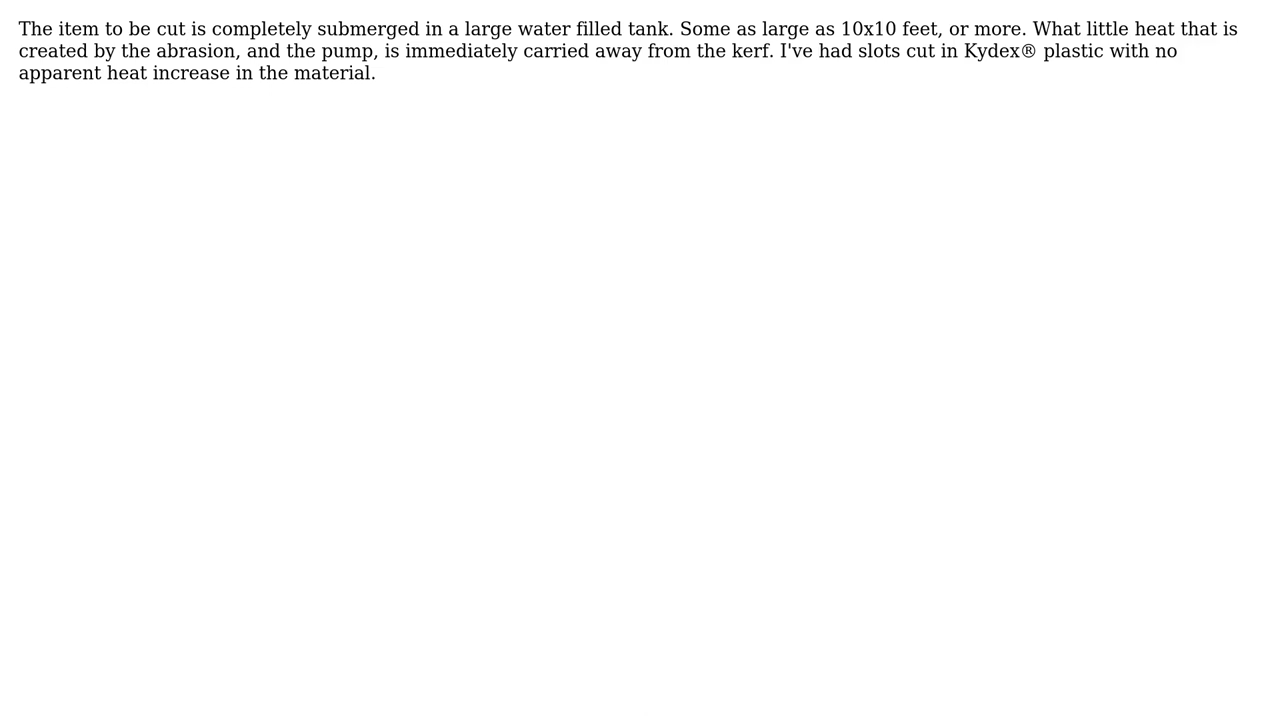 The item to be cut is completely submerged in a large water filled tank. Some as large as 10x10 feet, or more. What little heat that is
created by the abrasion, and the pump, is immediately carried away from the kerf. I've had slots cut in Kydex® plastic with no
apparent heat increase in the material.